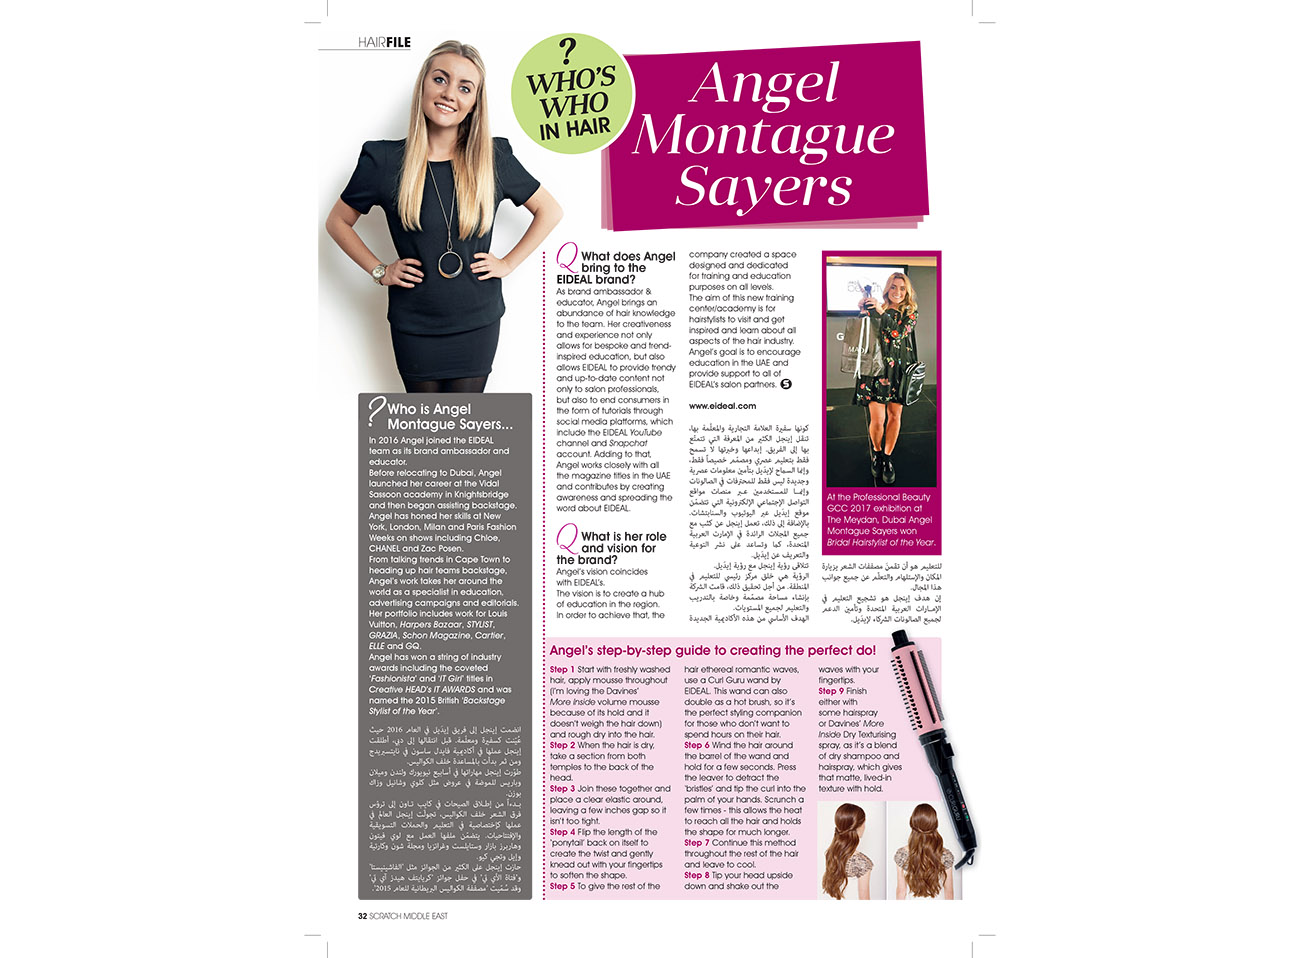 HAIRFILE
?
WHO'S
WHO
IN HAIR
Angel
Montague
Sayers
? Who is Angel
Montague Sayers...
In 2016 Angel joined the EIDEAL
team as its brand ambassador and
educator.
Before relocating to Dubai, Angel
launched her career at the Vidal
Sassoon academy in Knightsbridge
and then began assisting backstage.
Angel has honed her skills at New
York, London, Milan and Paris Fashion
Weeks on shows including Chloe,
CHANEL and Zac Posen.
From talking trends in Cape Town to
heading up hair teams backstage,
Angel's work takes her around the
world as a specialist in education,
advertising campaigns and editorials.
Her portfolio includes work for Louis
Vuitton, Harpers Bazaar, STYLIST,
GRAZIA, Schon Magazine, Cartier,
ELLE and GQ.
Angel has won a string of industry
awards including the coveted
'Fashionista' and 'IT Girl' titles in
Creative HEAD's IT AWARDS and was
named the 2015 British 'Backstage
Stylist of the Year'.
انضمت إينجل إلى فريق إيديل في العام 2016 حيث
عُيّنت كسفيرة ومعلّمة. قبل انتقالها إلى دبي، أطلقت
إينجل عملها في أكاديمية فايدل ساسون في نايتسبريدج
ومن ثم بدأت بالمساعدة خلف الكواليس.
طوّرت إينجل مهاراتها في أسابيع نيويورك ولندن وميلان
وباريس للموضة في عروض مثل كلوي وشانيل وزاك
بوزن.
بدءاً من إطلاق الصيحات في كايب تاون إلى ترؤس
فرق الشعر خلف الكواليس، تجولّت إينجل العالم في
عملها كإختصاصية في التعليم والحملات التسويقية
والإفتتاحيات. يتضمّن ملفها العمل مع لوي فيتون
وهاربرز بازار وستايلست وغراتزيا ومجلة شون وكارتية
وإيل وتجي كيو.
حازت إينجل على الكثير من الجوائز مثل "الفاشينيستا"
و"فتاة الآي تي" في حفل جوائز "كرياتيف هيدز آي تي"
وقد سُمّيت "مصففة الكواليس البريطانية للعام 2015".
Q What does Angel
bring to the
EIDEAL brand?
As brand ambassador &
educator, Angel brings an
abundance of hair knowledge
to the team. Her creativeness
and experience not only
allows for bespoke and trend-
inspired education, but also
allows EIDEAL to provide trendy
and up-to-date content not
only to salon professionals,
but also to end consumers in
the form of tutorials through
social media platforms, which
include the EIDEAL YouTube
channel and Snapchat
account. Adding to that,
Angel works closely with all
the magazine titles in the UAE
and contributes by creating
awareness and spreading the
word about EIDEAL.
Q What is her role
and vision for
the brand?
Angel's vision coincides
with EIDEAL's.
The vision is to create a hub
of education in the region.
In order to achieve that, the
company created a space
designed and dedicated
for training and education
purposes on all levels.
The aim of this new training
center/academy is for
hairstylists to visit and get
inspired and learn about all
aspects of the hair industry.
Angel's goal is to encourage
education in the UAE and
provide support to all of
EIDEAL's salon partners. S
www.eideal.com
كونها سفيرة العلامة التجارية والمعلّمة بها،
تنقل إينجل الكثير من المعرفة التي تتمتّع
بها إلى الفريق. إبداعها وخبرتها لا تسمح
فقط بتعليم عصري ومصمّم خصيصاً فقط،
وإنما السماح لإيذيل بتأمين معلومات عصرية
وجديدة ليس فقط للمحترفات في الصالونات
وإنما للمستخدمين عبر منصات مواقع
التواصل الإجتماعي الإلكترونية التي تتضمّن
موقع إيذيل عبر اليوتيوب والسنابتشات.
بالإضافة إلى ذلك، تعمل إينجل عن كثب مع
جميع المجلات الرائدة في الإمارت العربية
المتحدة، كما وتساعد على نشر التوعية
والتعريف عن إيذيل.
تتلاقى رؤية إينجل مع رؤية إيذيل.
الرؤية هي خلق مركز رئيسي للتعليم في
المنطقة. من أجل تحقيق ذلك، قامت الشركة
بإنشاء مساحة مصمّمة وخاصة بالتدريب
والتعليم لجميع المستويات.
الهدف الأساسي من هذه الأكاديمية الجديدة
At the Professional Beauty
GCC 2017 exhibition at
The Meydan, Dubai Angel
Montague Sayers won
Bridal Hairstylist of the Year.
للتعليم هو أن تقمنَ مصففات الشعر بزيارة
المكان والإستلهام والتعلّم عن جميع جوانب
هذا المجال.
إن هدف إينجل هو تشجيع التعليم في
الإمارات العربية المتحدة وتأمين الدعم
لجميع الصالونات الشركاء لإيذيل.
Angel's step-by-step guide to creating the perfect do!
Step 1 Start with freshly washed
hair, apply mousse throughout
(I'm loving the Davines'
More inside volume mousse
because of its hold and it
doesn't weigh the hair down)
and rough dry into the hair.
Step 2 When the hair is dry,
take a section from both
temples to the back of the
head.
Step 3 Join these together and
place a clear elastic around,
leaving a few inches gap so it
isn't too tight.
Step 4 Flip the length of the
'ponytail' back on itself to
create the twist and gently
knead out with your fingertips
to soften the shape.
Step 5 To give the rest of the
hair ethereal romantic waves,
use a Curl Guru wand by
EIDEAL. This wand can also
double as a hot brush, so it's
the perfect styling companion
for those who don't want to
spend hours on their hair.
Step 6 Wind the hair around
the barrel of the wand and
hold for a few seconds. Press
the leaver to detract the
'bristles' and tip the curl into the
palm of your hands. Scrunch a
few times - this allows the heat
to reach all the hair and holds
the shape for much longer.
Step 7 Continue this method
throughout the rest of the hair
and leave to cool.
Step 8 Tip your head upside
down and shake out the
waves with your
fingertips.
Step 9 Finish
either with
some hairspray
or Davines' More
Inside Dry Texturising
spray, as it's a blend
of dry shampoo and
hairspray, which gives
that matte, lived-in
texture with hold.
32 SCRATCH MIDDLE EAST